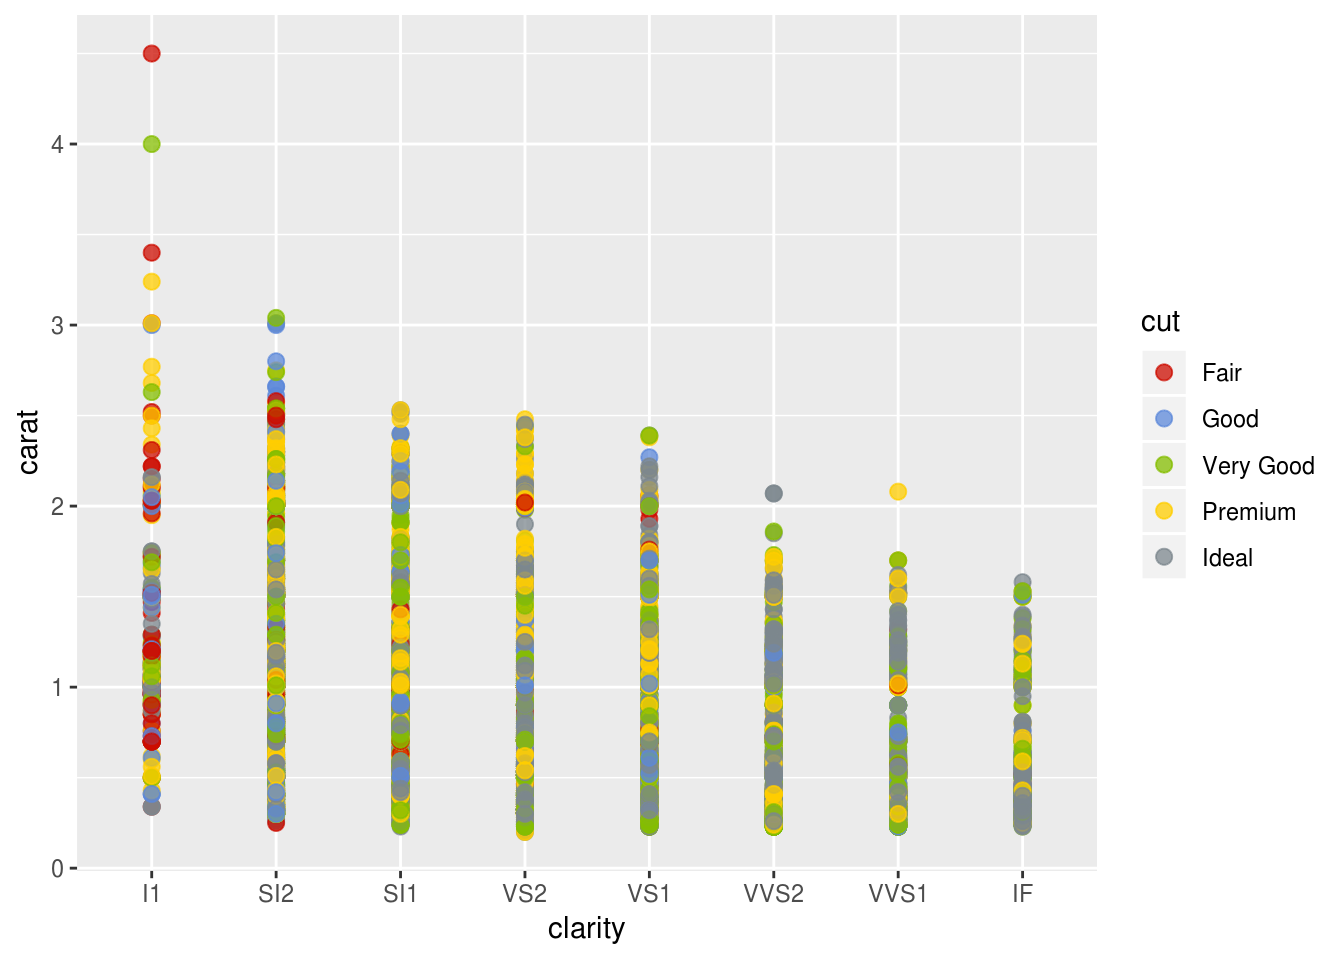 carat
4
3
2
1
0
I1 SI2 SI1 VS2 VS1 VVS2 VVS1 IF
clarity
cut
Fair
Good
Very Good
Premium
Ideal